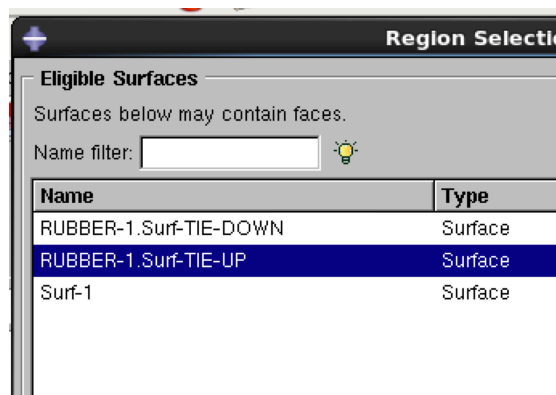 Region Selecti
Eligible Surfaces
Surfaces below may contain faces.
Name filter:
Name Type
RUBBER-1.Surf-TIE-DOWN Surface
RUBBER-1.Surf-TIE-UP Surface
Surf-1 Surface